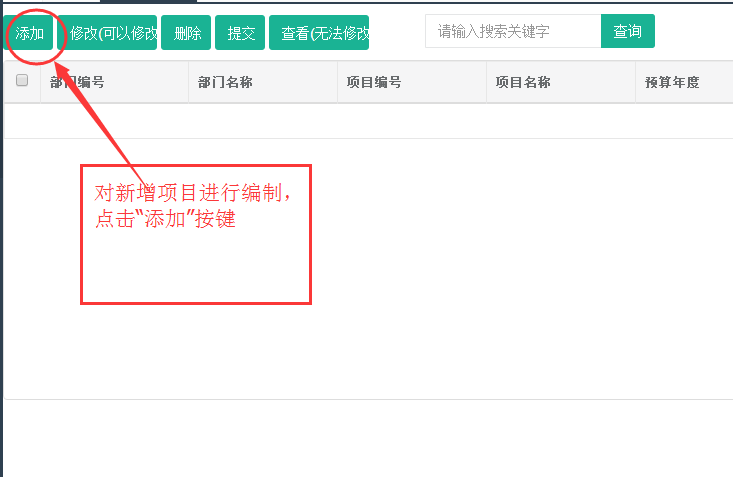 添加 修改(可以修改 删除 提交 查看(无法修改 请输入搜索关键字 查询
部门编号 部门名称 项目编号 项目名称 预算年度
对新增项目进行编制，
点击“添加”按键